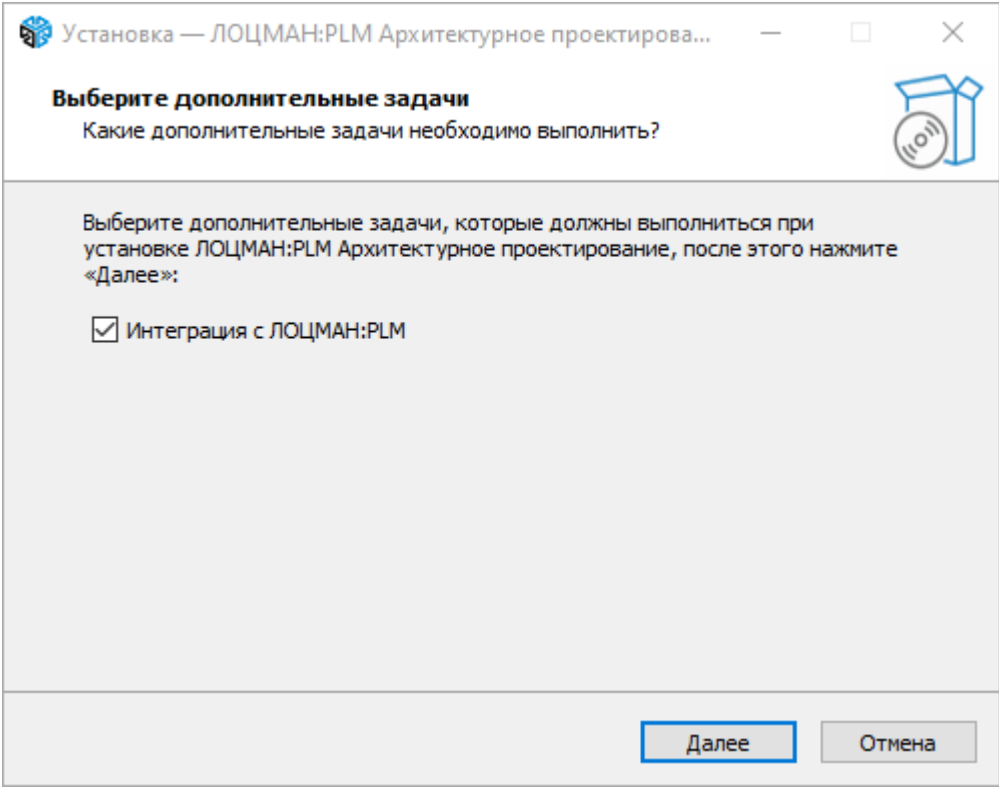 Установка — ЛОЦМАН:PLM Архитектурное проектирова...
Выберите дополнительные задачи
Какие дополнительные задачи необходимо выполнить?
Выберите дополнительные задачи, которые должны выполниться при
установке ЛОЦМАН:PLM Архитектурное проектирование, после этого нажмите
«Далее»:
Интеграция с ЛОЦМАН:PLM
Далее
Отмена